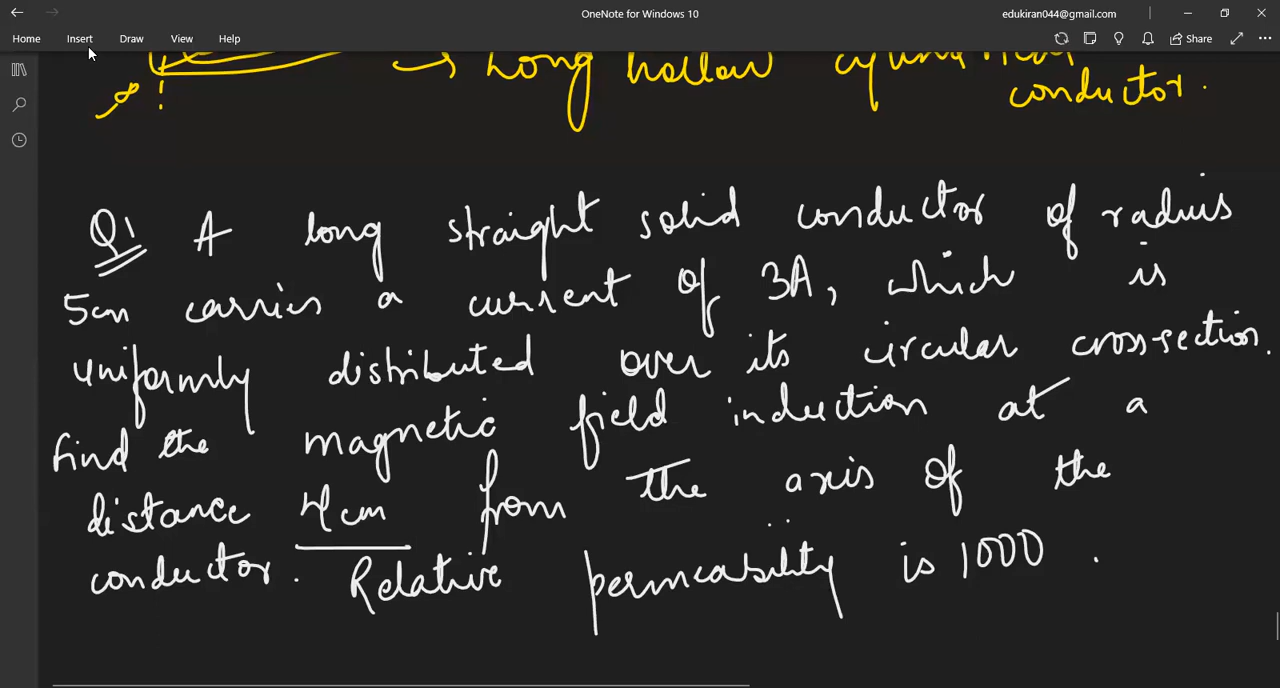 OneNote for Windows 10
edukiran044@gmail.com
Home Insert Draw View Help
Share
→ Long hollow cylindrical
conductor.
Q1 A long straight solid conductor of radius
5cm carries a current of 3A, which is
uniformly distributed over its circular cross-section.
find the magnetic field induction at a
distance 4cm from the axis of the
conductor. Relative permeability is 1000.